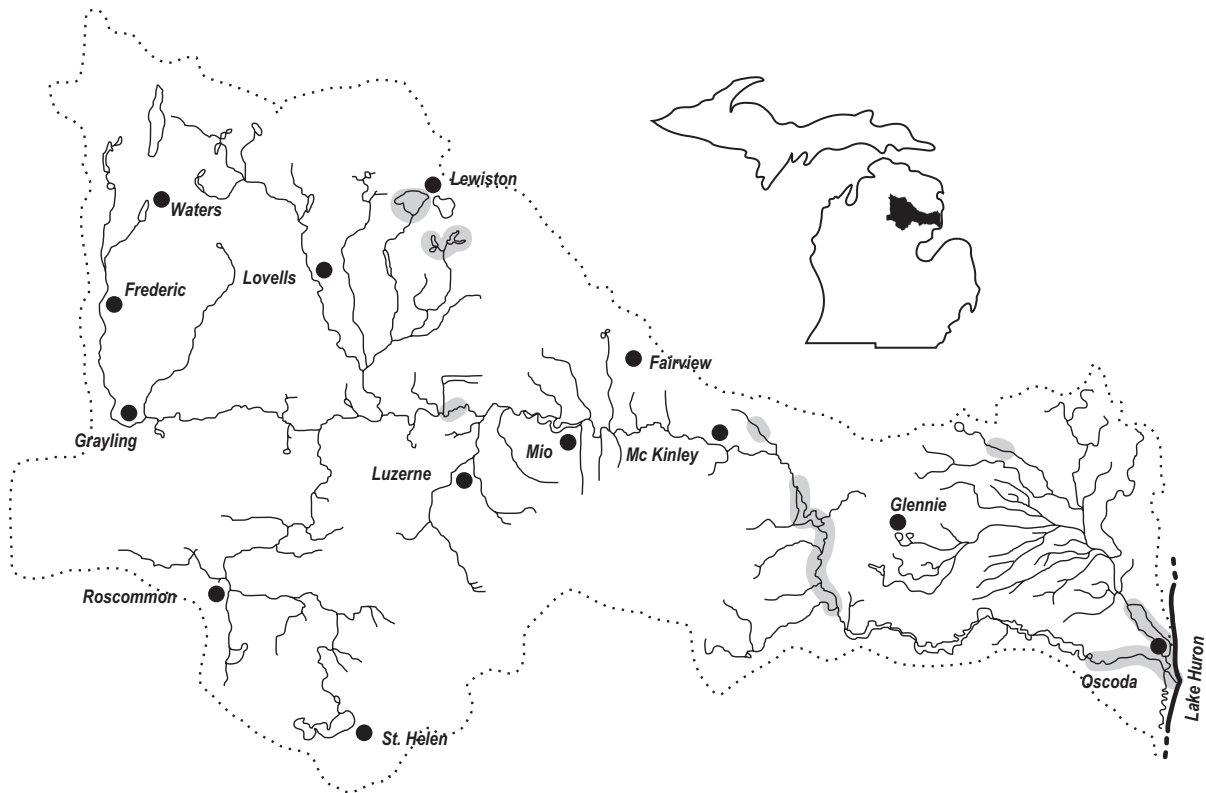 Lewiston
Waters
Lovells
Frederic
Fairview
Grayling
Mio
Mc Kinley
Luzerne
Glennie
Roscommon
Oscoda
Lake Huron
St. Helen